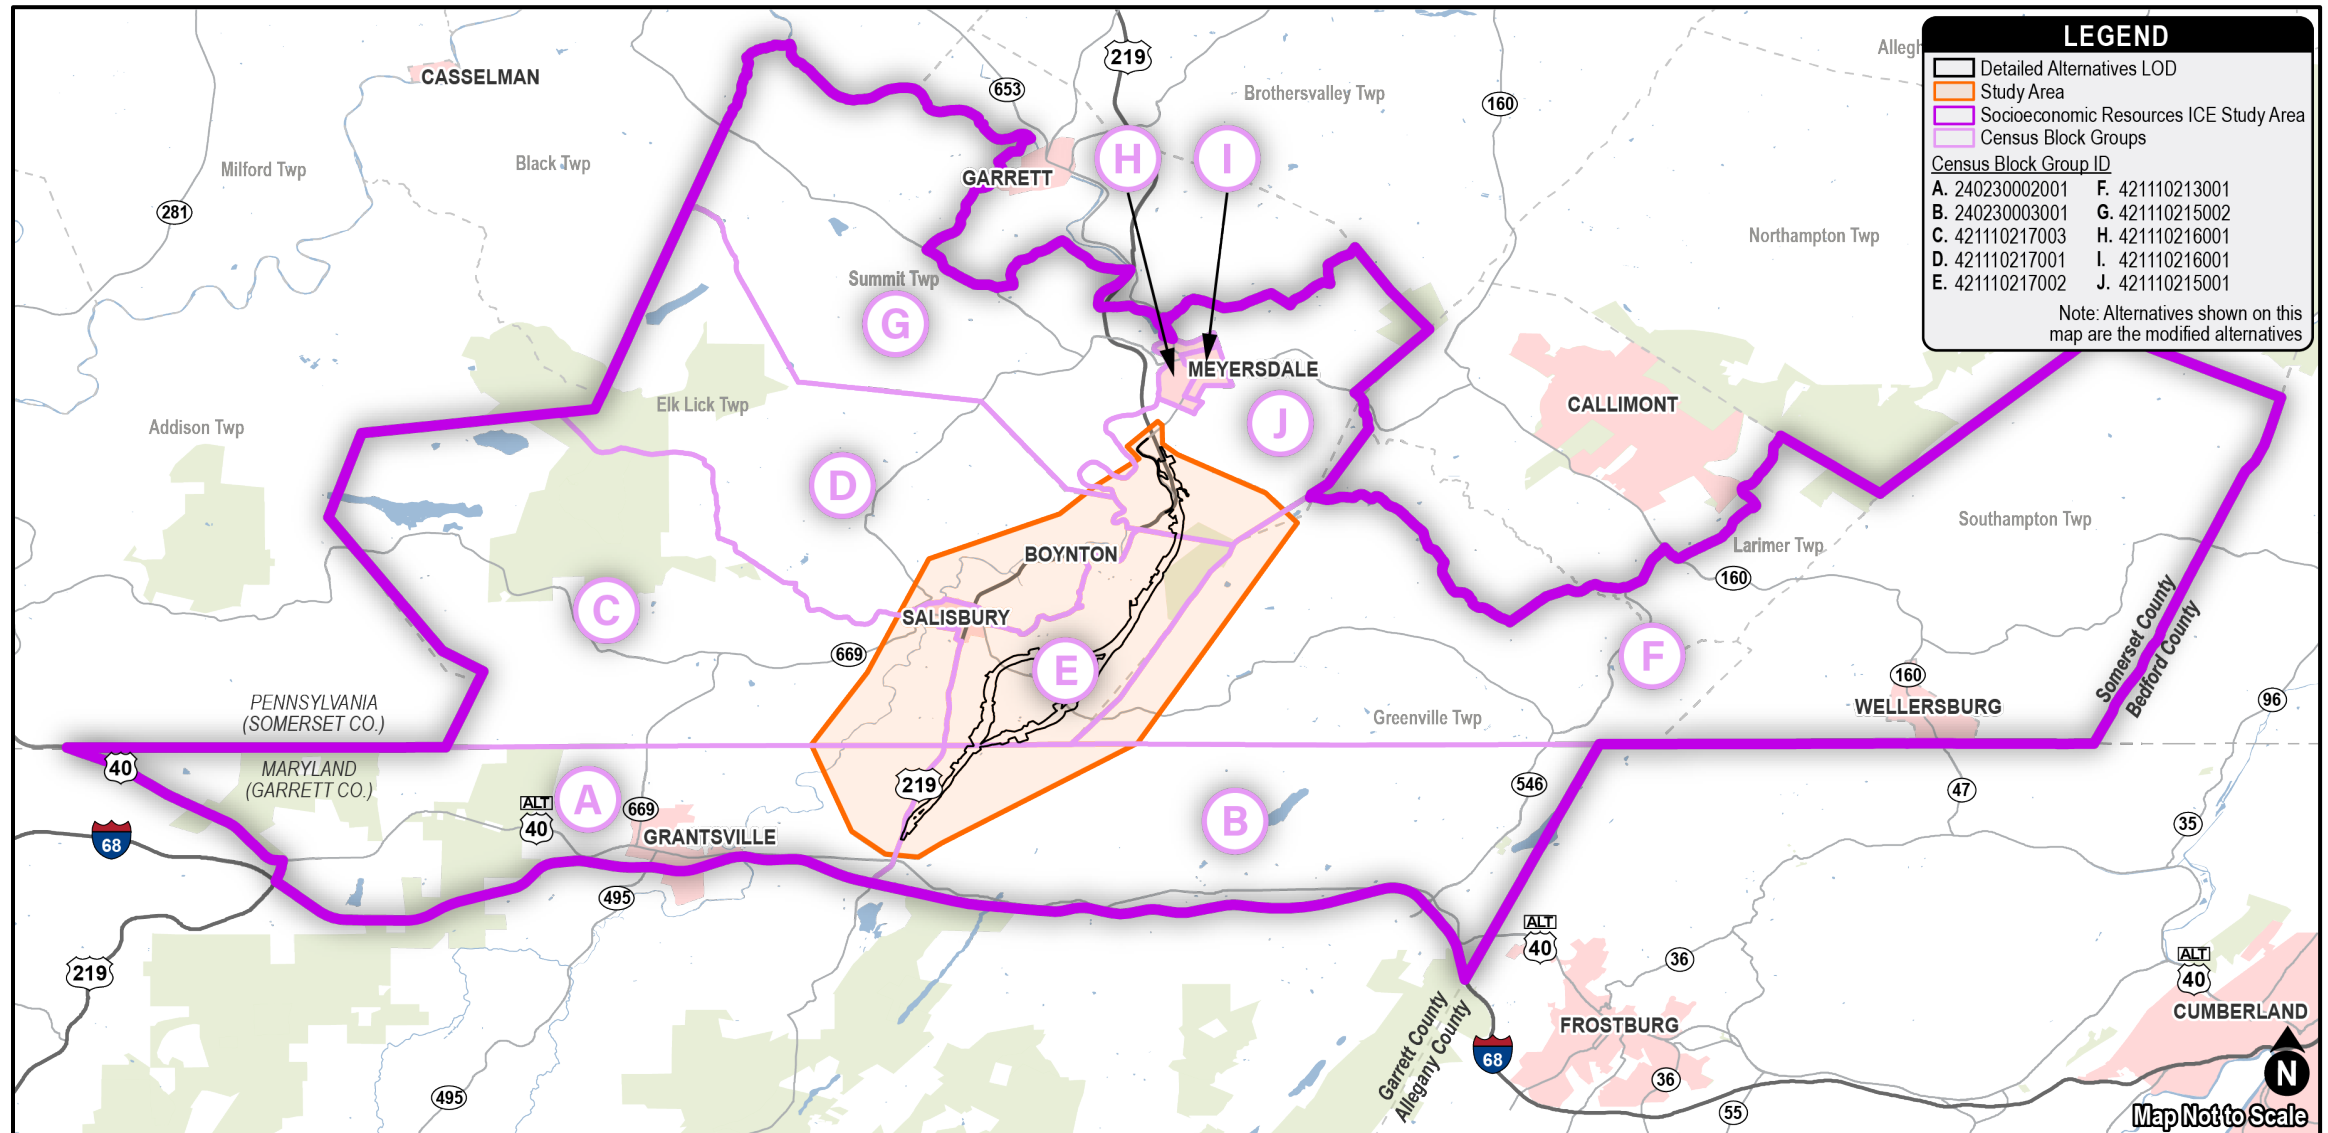 LEGEND
Detailed Alternatives LOD
Study Area
Socioeconomic Resources ICE Study Area
Census Block Groups
Census Block Group ID
A. 240230002001 F. 421110213001
B. 240230003001 G. 421110215002
C. 421110217003 H. 421110216001
D. 421110217001 I. 421110216001
E. 421110217002 J. 421110215001
Note: Alternatives shown on this
map are the modified alternatives
Allegh
219
CASSELMAN
653
Brothersvalley Twp
160
Milford Twp
Black Twp
H
I
GARRETT
281
Northampton Twp
Summit Twp
G
MEYERSDALE
Elk Lick Twp
CALLIMONT
Addison Twp
J
D
Southampton Twp
BOYNTON
Larimer Twp
160
C
SALISBURY
669
E
F
Somerset County
Bedford County
160
PENNSYLVANIA
(SOMERSET CO.)
WELLERSBURG
96
Greenville Twp
40
MARYLAND
(GARRETT CO.)
219
546
47
A
ALT
40
669
B
35
68
GRANTSVILLE
495
ALT
40
36
219
ALT
40
CUMBERLAND
FROSTBURG
Garrett County
Allegany County
68
36
495
55
N
Map Not to Scale